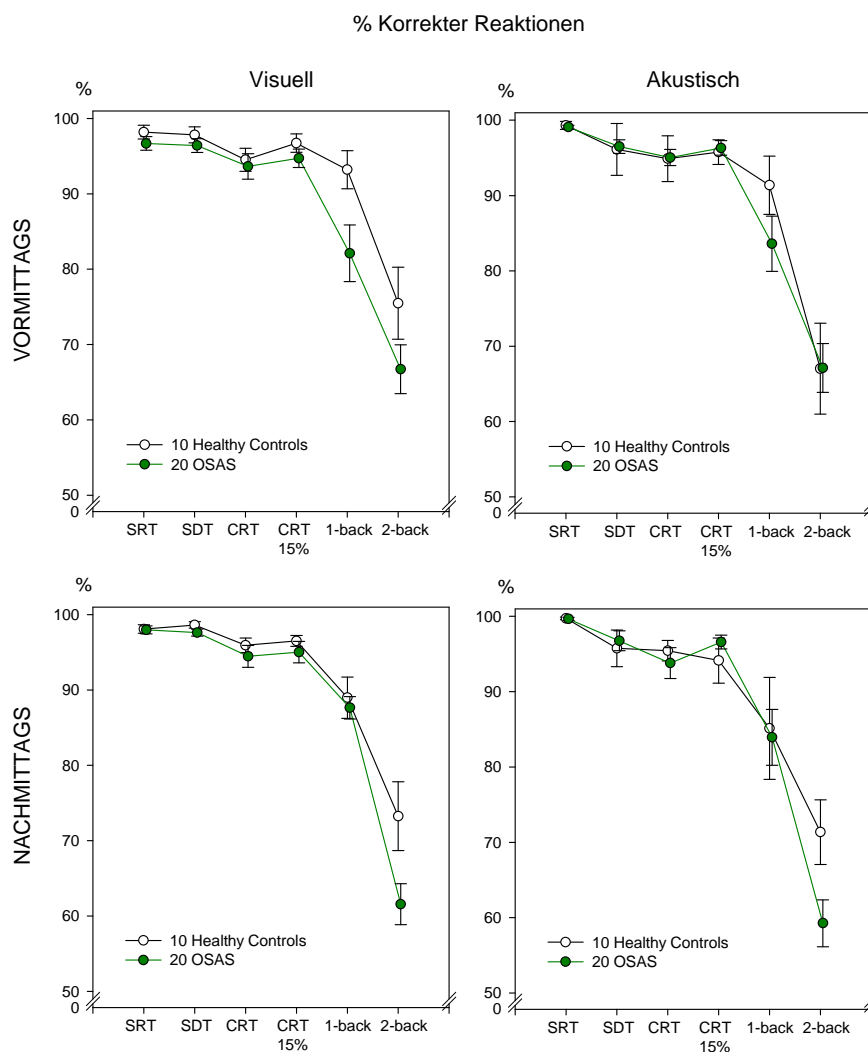 % Korrekter Reaktionen
Visuell
Akustisch
VORMITTAGS
%
100
90
80
70
60
50
0
10 Healthy Controls
20 OSAS
SRT SDT CRT CRT 1-back 2-back
15%
%
100
90
80
70
60
50
0
10 Healthy Controls
20 OSAS
SRT SDT CRT CRT 1-back 2-back
15%
NACHMITTAGS
%
100
90
80
70
60
50
0
10 Healthy Controls
20 OSAS
SRT SDT CRT CRT 1-back 2-back
15%
%
100
90
80
70
60
50
0
10 Healthy Controls
20 OSAS
SRT SDT CRT CRT 1-back 2-back
15%